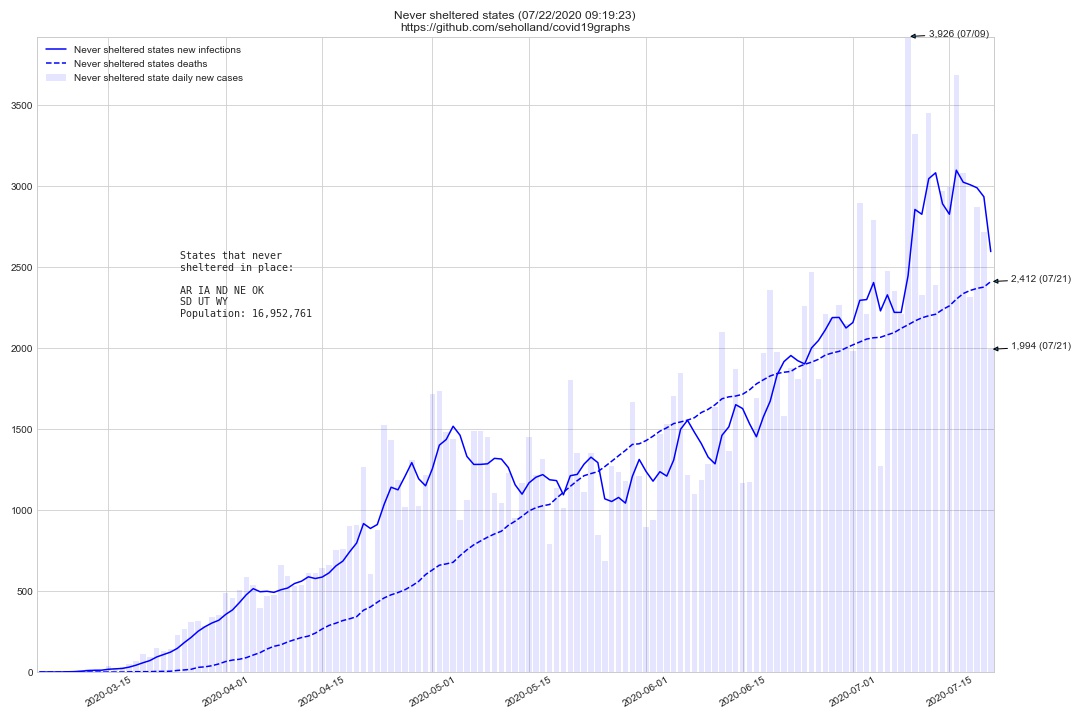 Never sheltered states (07/22/2020 09:19:23)
https://github.com/seholland/covid19graphs
Never sheltered states new infections
Never sheltered states deaths
Never sheltered state daily new cases
3,926 (07/09)
3500
3000
2500
2000
1500
1000
500
0
States that never
sheltered in place:
AR IA ND NE OK
SD UT WY
Population: 16,952,761
2,412 (07/21)
1,994 (07/21)
2020-03-15
2020-04-01
2020-04-15
2020-05-01
2020-05-15
2020-06-01
2020-06-15
2020-07-01
2020-07-15